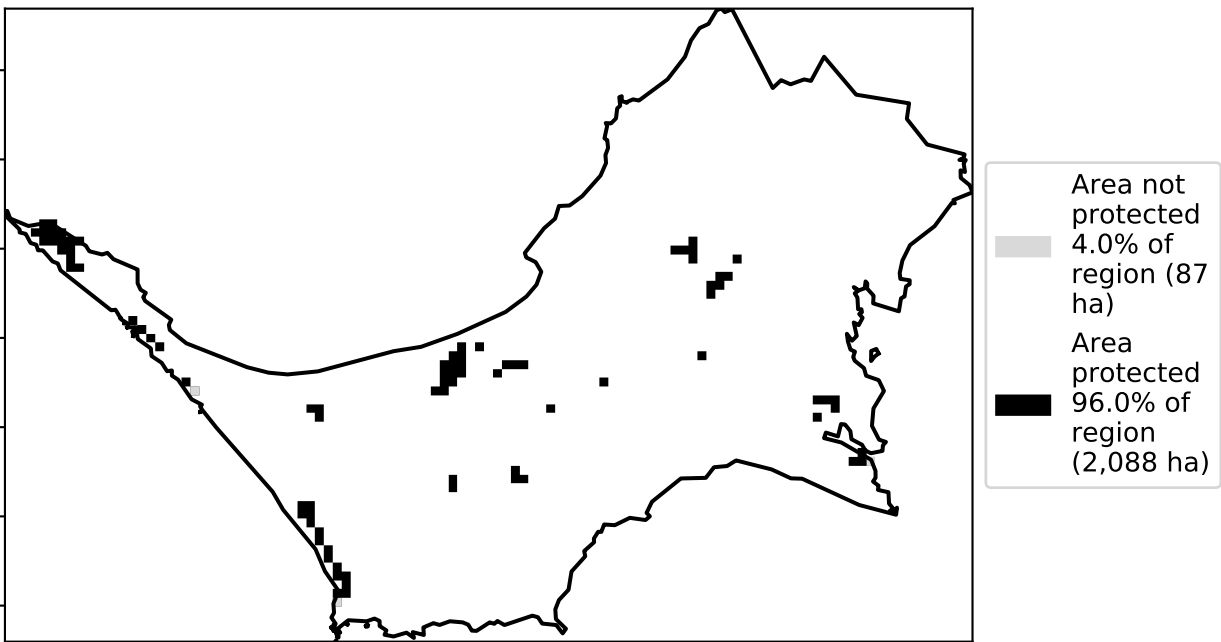 Area not
protected
4.0% of
region (87
ha)
Area
protected
96.0% of
region
(2,088 ha)